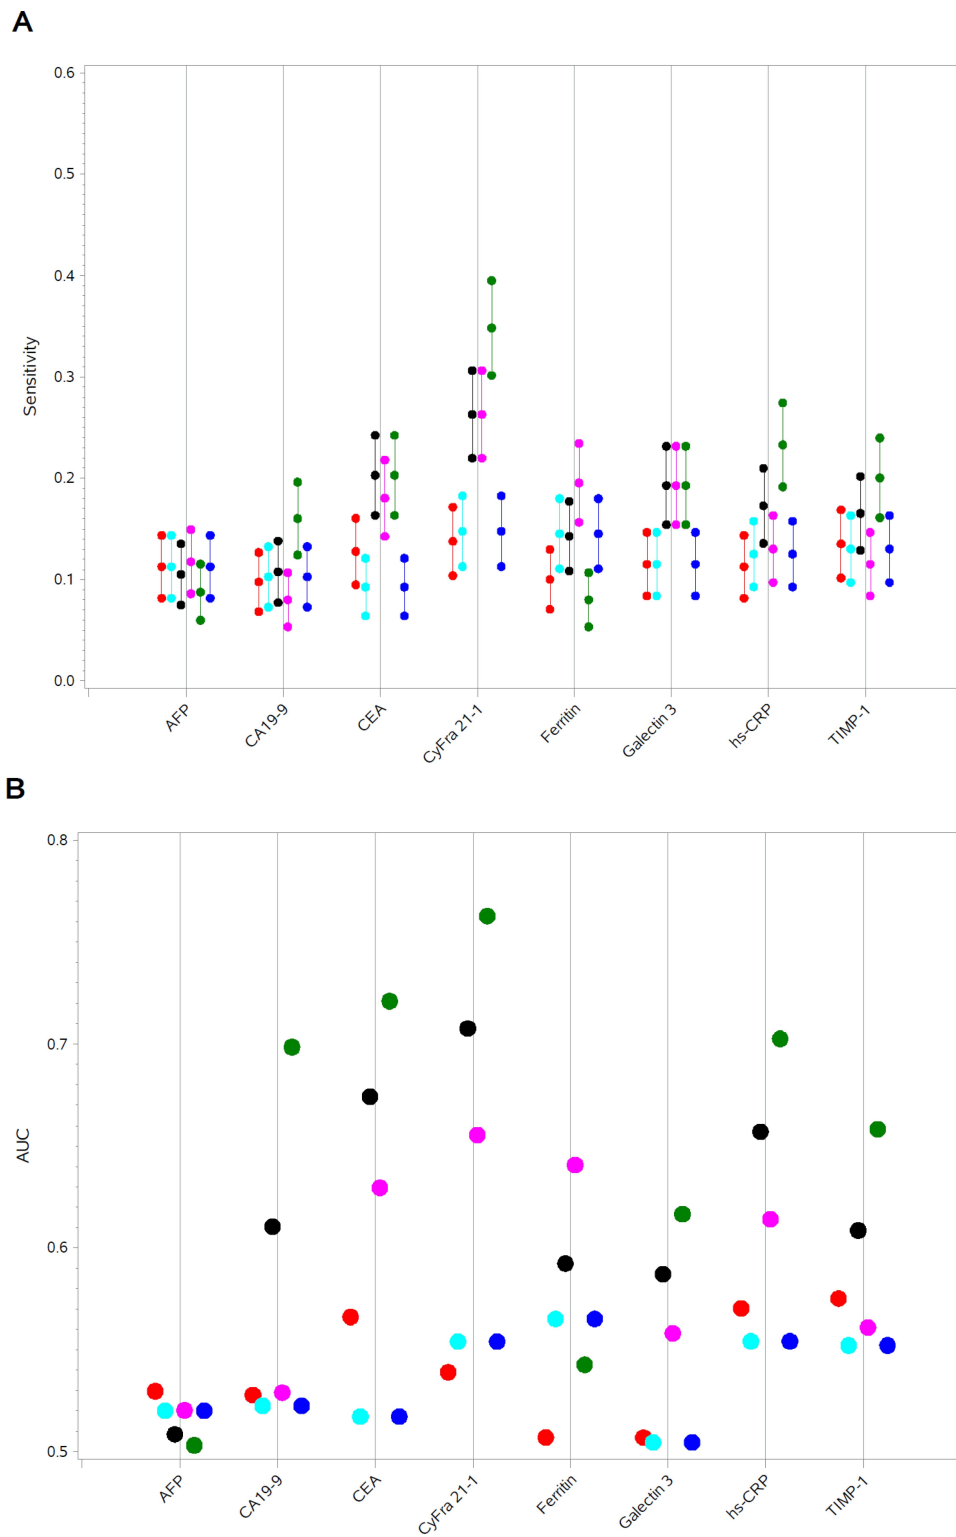 A
0.6
0.5
0.4
0.3
0.2
0.1
0.0
Sensitivity
AFP
CA19-9
CEA
CyFra 21-1
Ferritin
Galectin 3
hs-CRP
TIMP-1
B
0.8
0.7
0.6
0.5
AUC
AFP
CA19-9
CEA
CyFra 21-1
Ferritin
Galectin 3
hs-CRP
TIMP-1